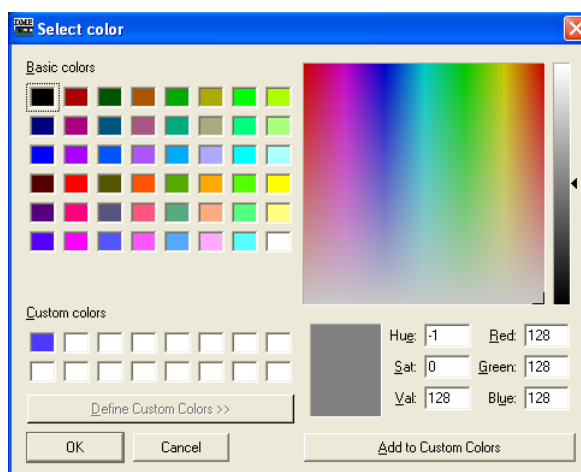 DME
Select color
Basic colors
Custom colors
Define Custom Colors >>
OK
Cancel
Hue: -1
Red: 128
Sat: 0
Green: 128
Val: 128
Blue: 128
Add to Custom Colors